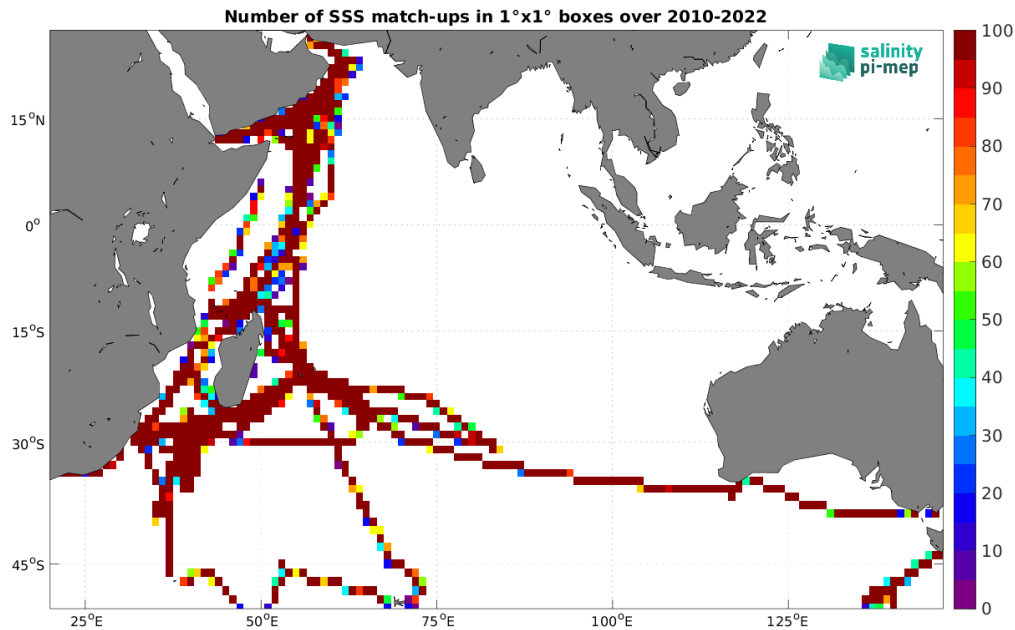 Number of SSS match-ups in 1°x1° boxes over 2010-2022
salinity
pi-mep
15°N
0°
15°S
30°S
45°S
25°E
50°E
75°E
100°E
125°E
100
90
80
70
60
50
40
30
20
10
0